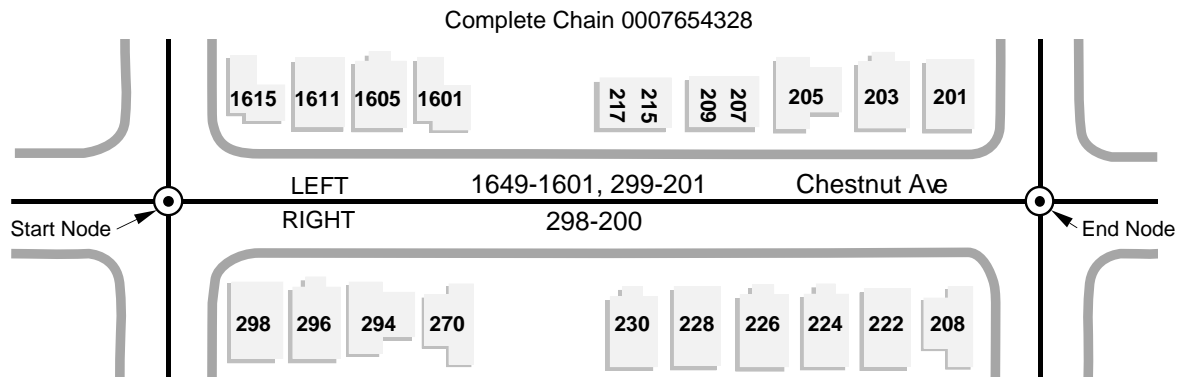 Complete Chain 0007654328
1615 1611 1605 1601 217 215 209 207 205 203 201
LEFT 1649-1601, 299-201 Chestnut Ave
Start Node RIGHT 298-200 End Node
298 296 294 270 230 228 226 224 222 208